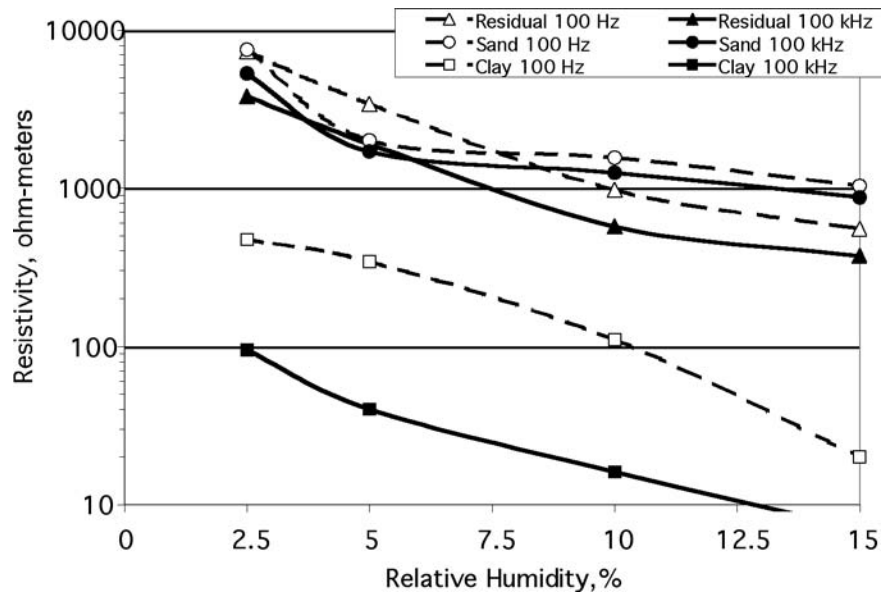 Residual 100 Hz Residual 100 kHz
Sand 100 Hz Sand 100 kHz
Clay 100 Hz Clay 100 kHz
Resistivity, ohm-meters
10000
1000
100
10
0 2.5 5 7.5 10 12.5 15
Relative Humidity,%